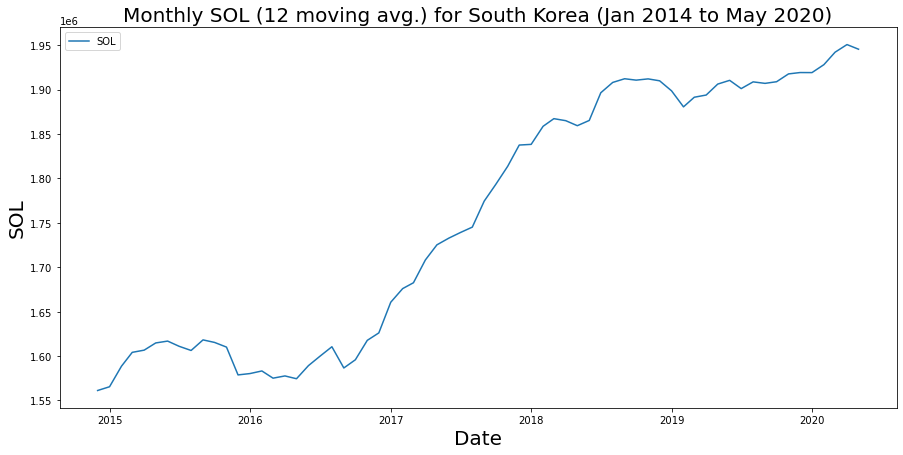 Monthly SOL (12 moving avg.) for South Korea (Jan 2014 to May 2020)
1e6
SOL
1.95
1.90
1.85
1.80
1.75
1.70
1.65
1.60
1.55
SOL
2015 2016 2017 2018 2019 2020
Date